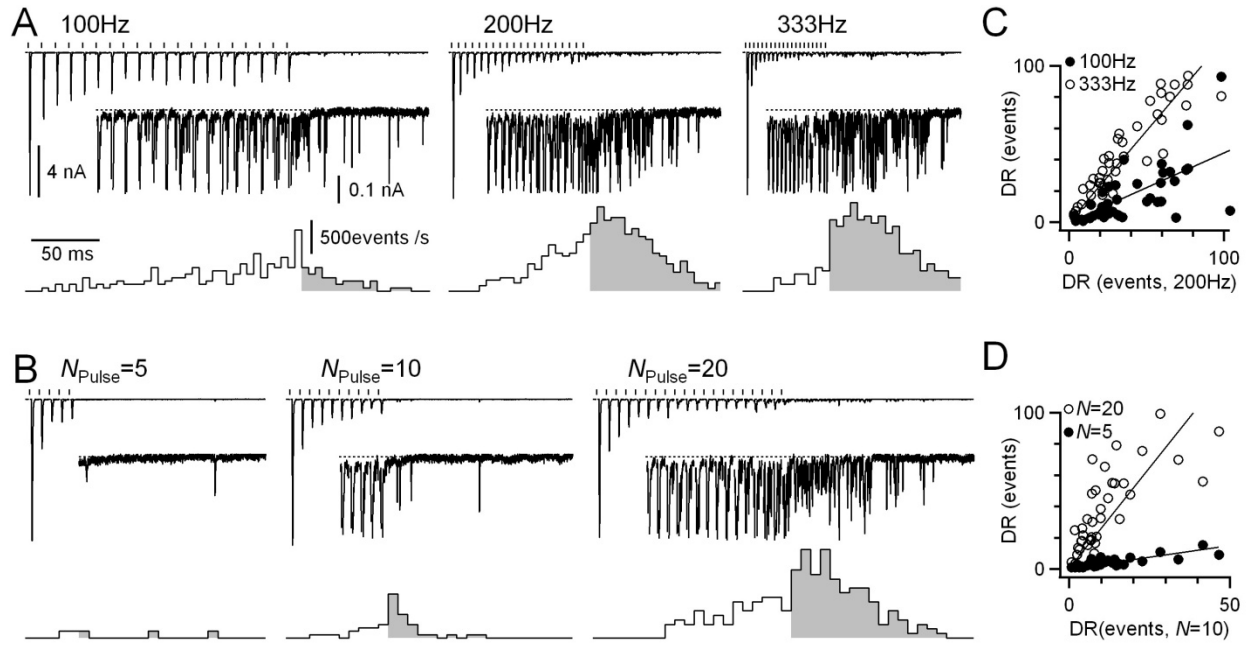 A
100Hz
200Hz
333Hz
4 nA
0.1 nA
50 ms
500events /s
C
100Hz
333Hz
100
DR (events)
0
0
100
DR (events, 200Hz)
B
NPulse=5
NPulse=10
NPulse=20
D
N=20
N=5
100
DR (events)
0
0
50
DR(events, N=10)